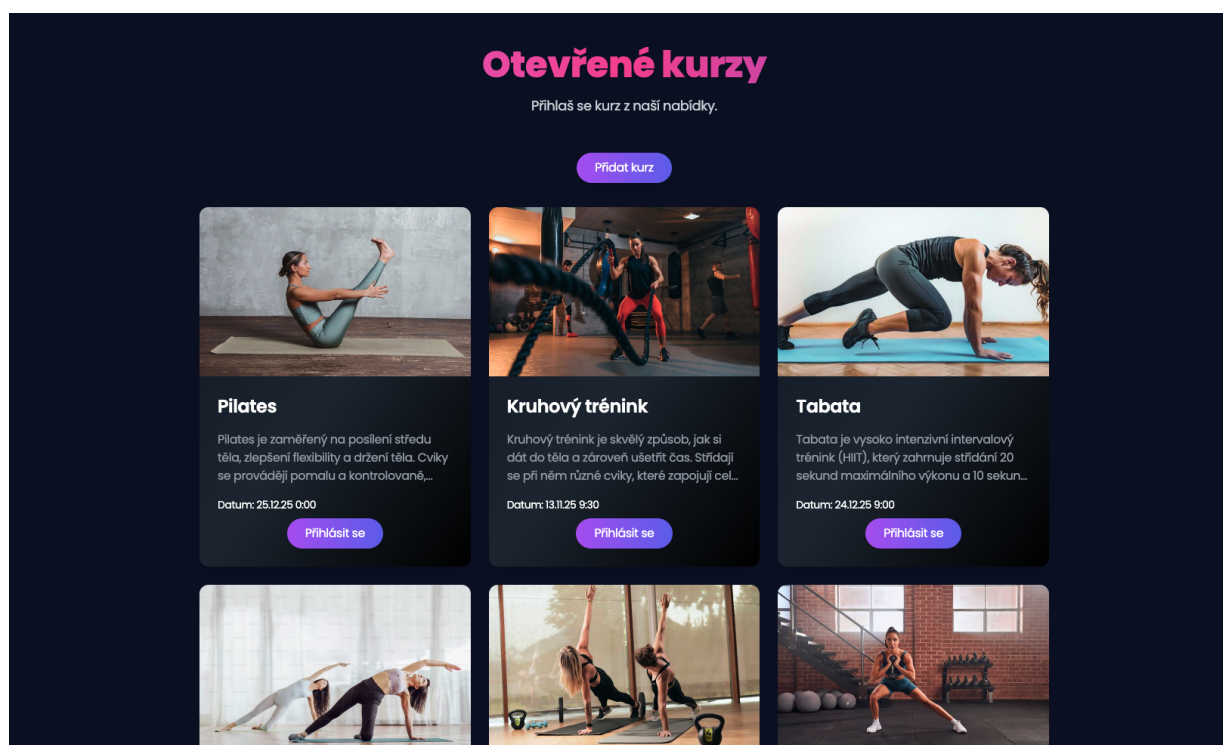 Otevřené kurzy
Přihlaš se kurz z naší nabídky.
Přidat kurz
Pilates
Pilates je zaměřený na posílení středu
těla, zlepšení flexibility a držení těla. Cviky
se provádějí pomalu a kontrolovaně,...
Datum: 25.12.25 0:00
Přihlásit se
Kruhový trénink
Kruhový trénink je skvělý způsob, jak si
dát do těla a zároveň ušetřit čas. Střídají
se při něm různé cviky, které zapojují cel...
Datum: 13.11.25 9:30
Přihlásit se
Tabata
Tabata je vysoko intenzivní intervalový
trénink (HIIT), který zahrnuje střídání 20
sekund maximálního výkonu a 10 sekun...
Datum: 24.12.25 9:00
Přihlásit se